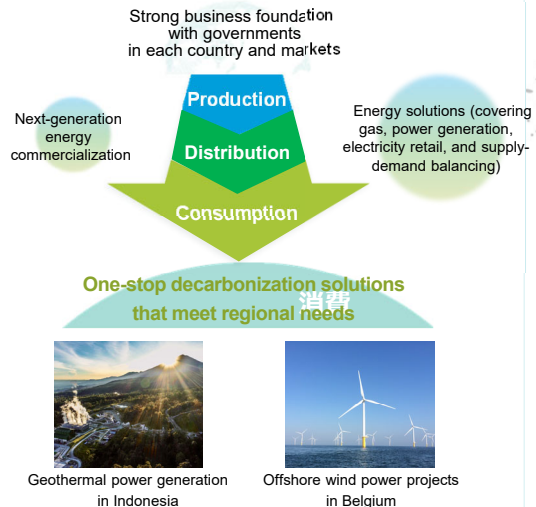 Strong business foundation
with governments
in each country and markets
Production
Next-generation
energy
commercialization
Distribution
Energy solutions (covering
gas, power generation,
electricity retail, and supply-
demand balancing)
Consumption
One-stop decarbonization solutions
消費
that meet regional needs
Geothermal power generation
in Indonesia
Offshore wind power projects
in Belgium